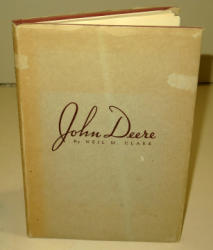 John Deere
By NEIL M. CLARK